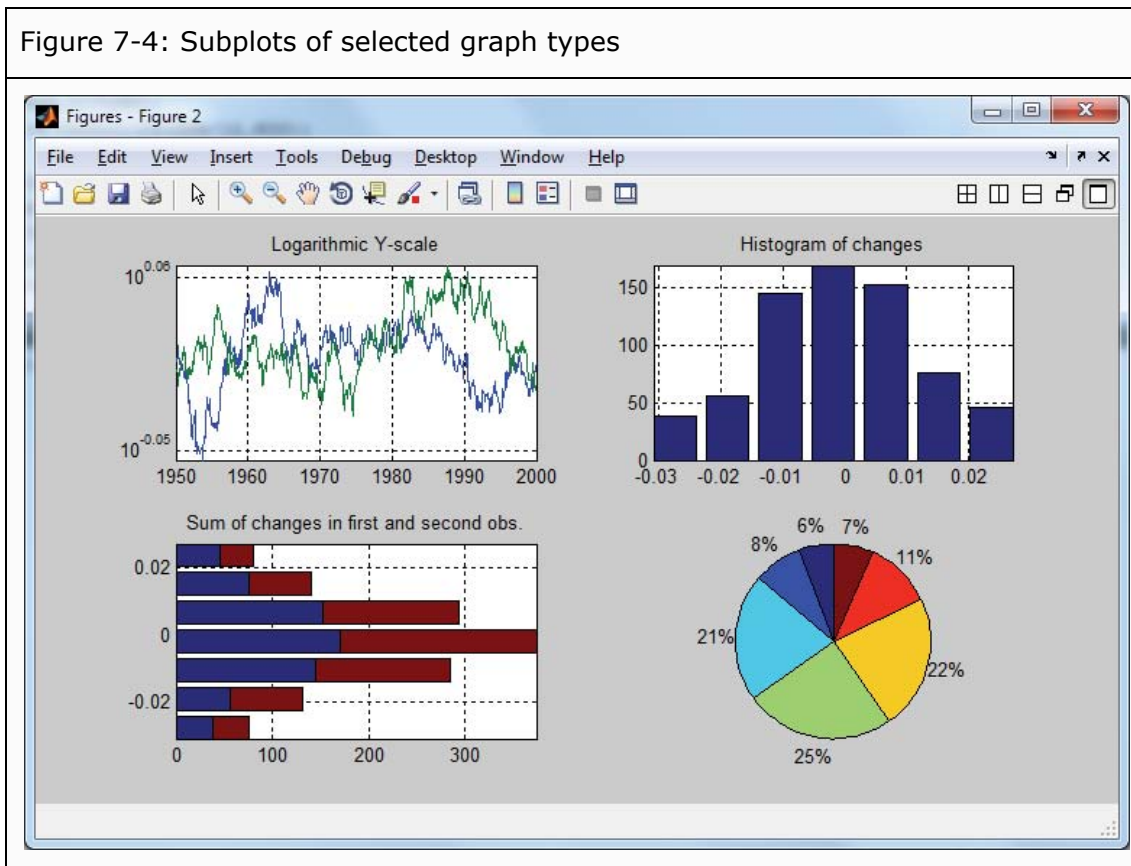 Figure 7-4: Subplots of selected graph types
Figures - Figure 2
File Edit View Insert Tools Debug Desktop Window Help
Logarithmic Y-scale
10^0.06
10^-0.05
1950 1960 1970 1980 1990 2000
Histogram of changes
150
100
50
0
-0.03 -0.02 -0.01 0 0.01 0.02
Sum of changes in first and second obs.
0.02
0
-0.02
0 100 200 300
6% 7%
8% 11%
21%
22%
25%